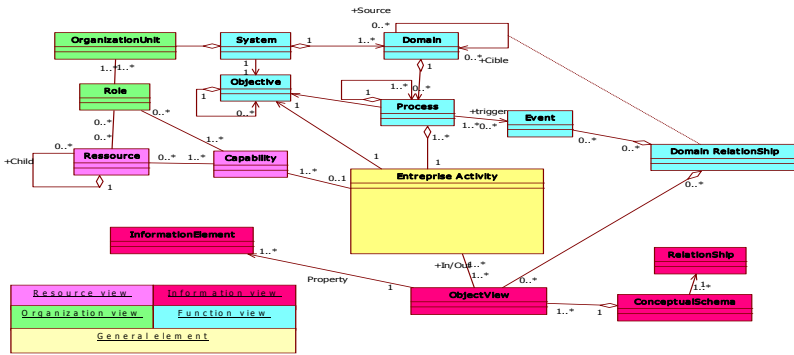 +Source
0..*
OrganizationUnit
System
1
1..*
Domain
0..*
+Cible
1
1
1..*
1..*
Objective
1
0..*
1
1..*
0..*
1
Process
Role
0..*
1
+trigger
1..*
0..*
Event
0..*
0..*
1..*
1..*
0..*
0..*
Domain RelationShip
+Child
0..*
Ressource
0..*
1..*
Capability
1
0..1
1
1
Entreprise Activity
0..*
InformationElement
1..*
+In/Out
1..*
1..*
RelationShip
Property
1
0..*
1
1..*
ObjectView
1..*
1
ConceptualSchema
Resource view
Information view
Organization view
Function view
General element